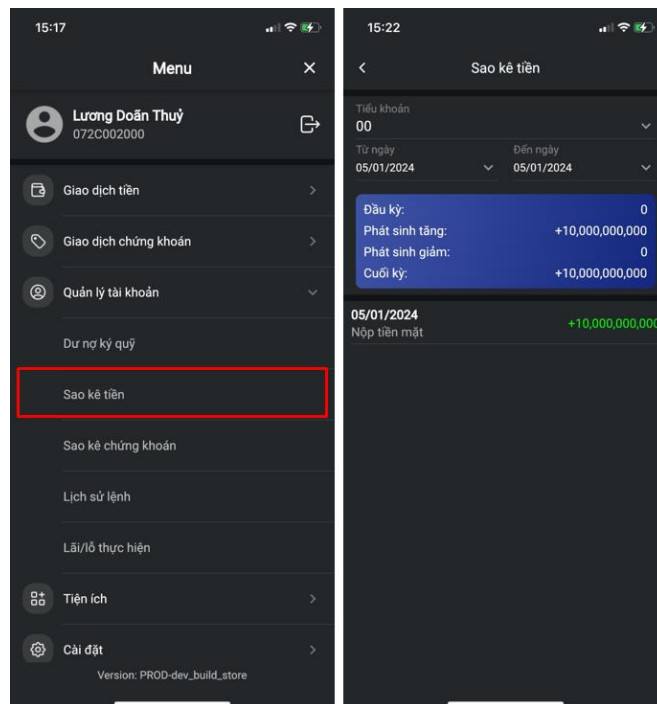 15:17
Menu
Lương Doãn Thuỷ
072C002000
Giao dịch tiền
Giao dịch chứng khoán
Quản lý tài khoản
Dư nợ ký quỹ
Sao kê tiền
Sao kê chứng khoán
Lịch sử lệnh
Lãi/lỗ thực hiện
Tiện ích
Cài đặt
Version: PROD-dev_build_store
15:22
Sao kê tiền
Tiểu khoản
00
Từ ngày
Đến ngày
05/01/2024
05/01/2024
Đầu kỳ: 0
Phát sinh tăng: +10,000,000,000
Phát sinh giảm: 0
Cuối kỳ: +10,000,000,000
05/01/2024
Nộp tiền mặt
+10,000,000,000